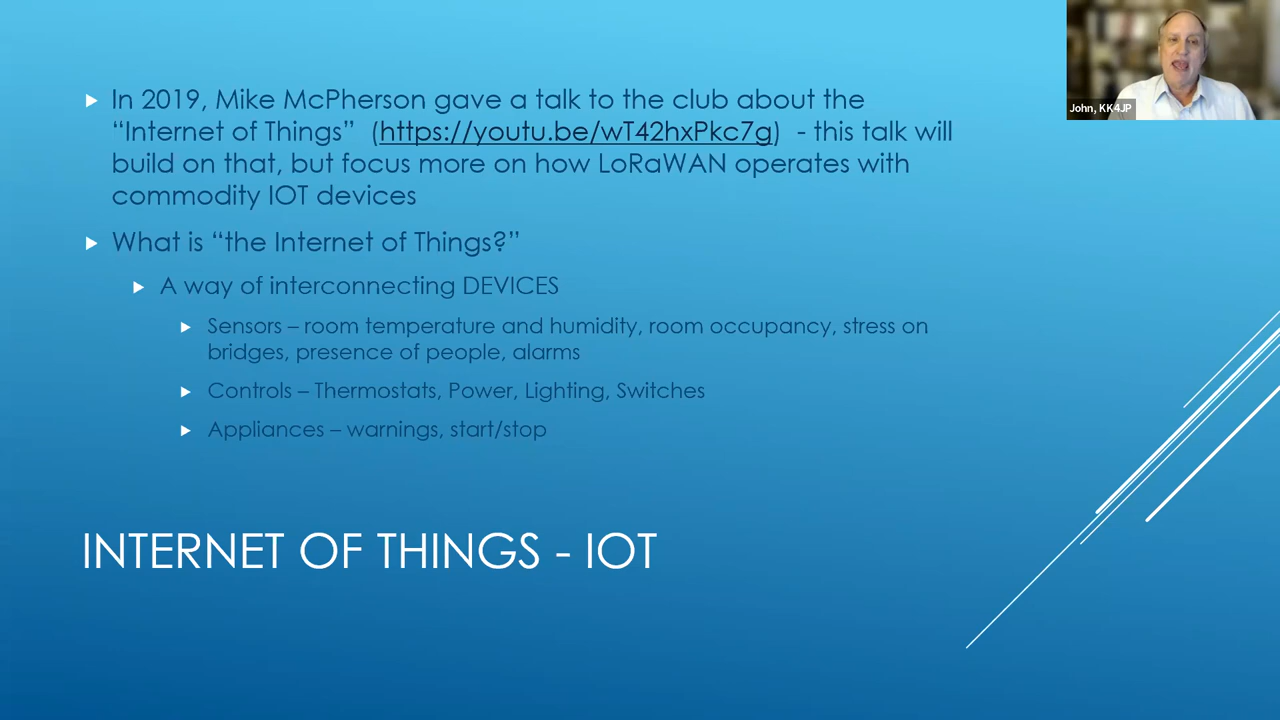 In 2019, Mike McPherson gave a talk to the club about the
“Internet of Things” (https://youtu.be/wT42hxPkc7g) - this talk will
build on that, but focus more on how LoRaWAN operates with
commodity IOT devices
What is “the Internet of Things?”
A way of interconnecting DEVICES
Sensors – room temperature and humidity, room occupancy, stress on
bridges, presence of people, alarms
Controls – Thermostats, Power, Lighting, Switches
Appliances – warnings, start/stop
INTERNET OF THINGS - IOT
John, KK4JP